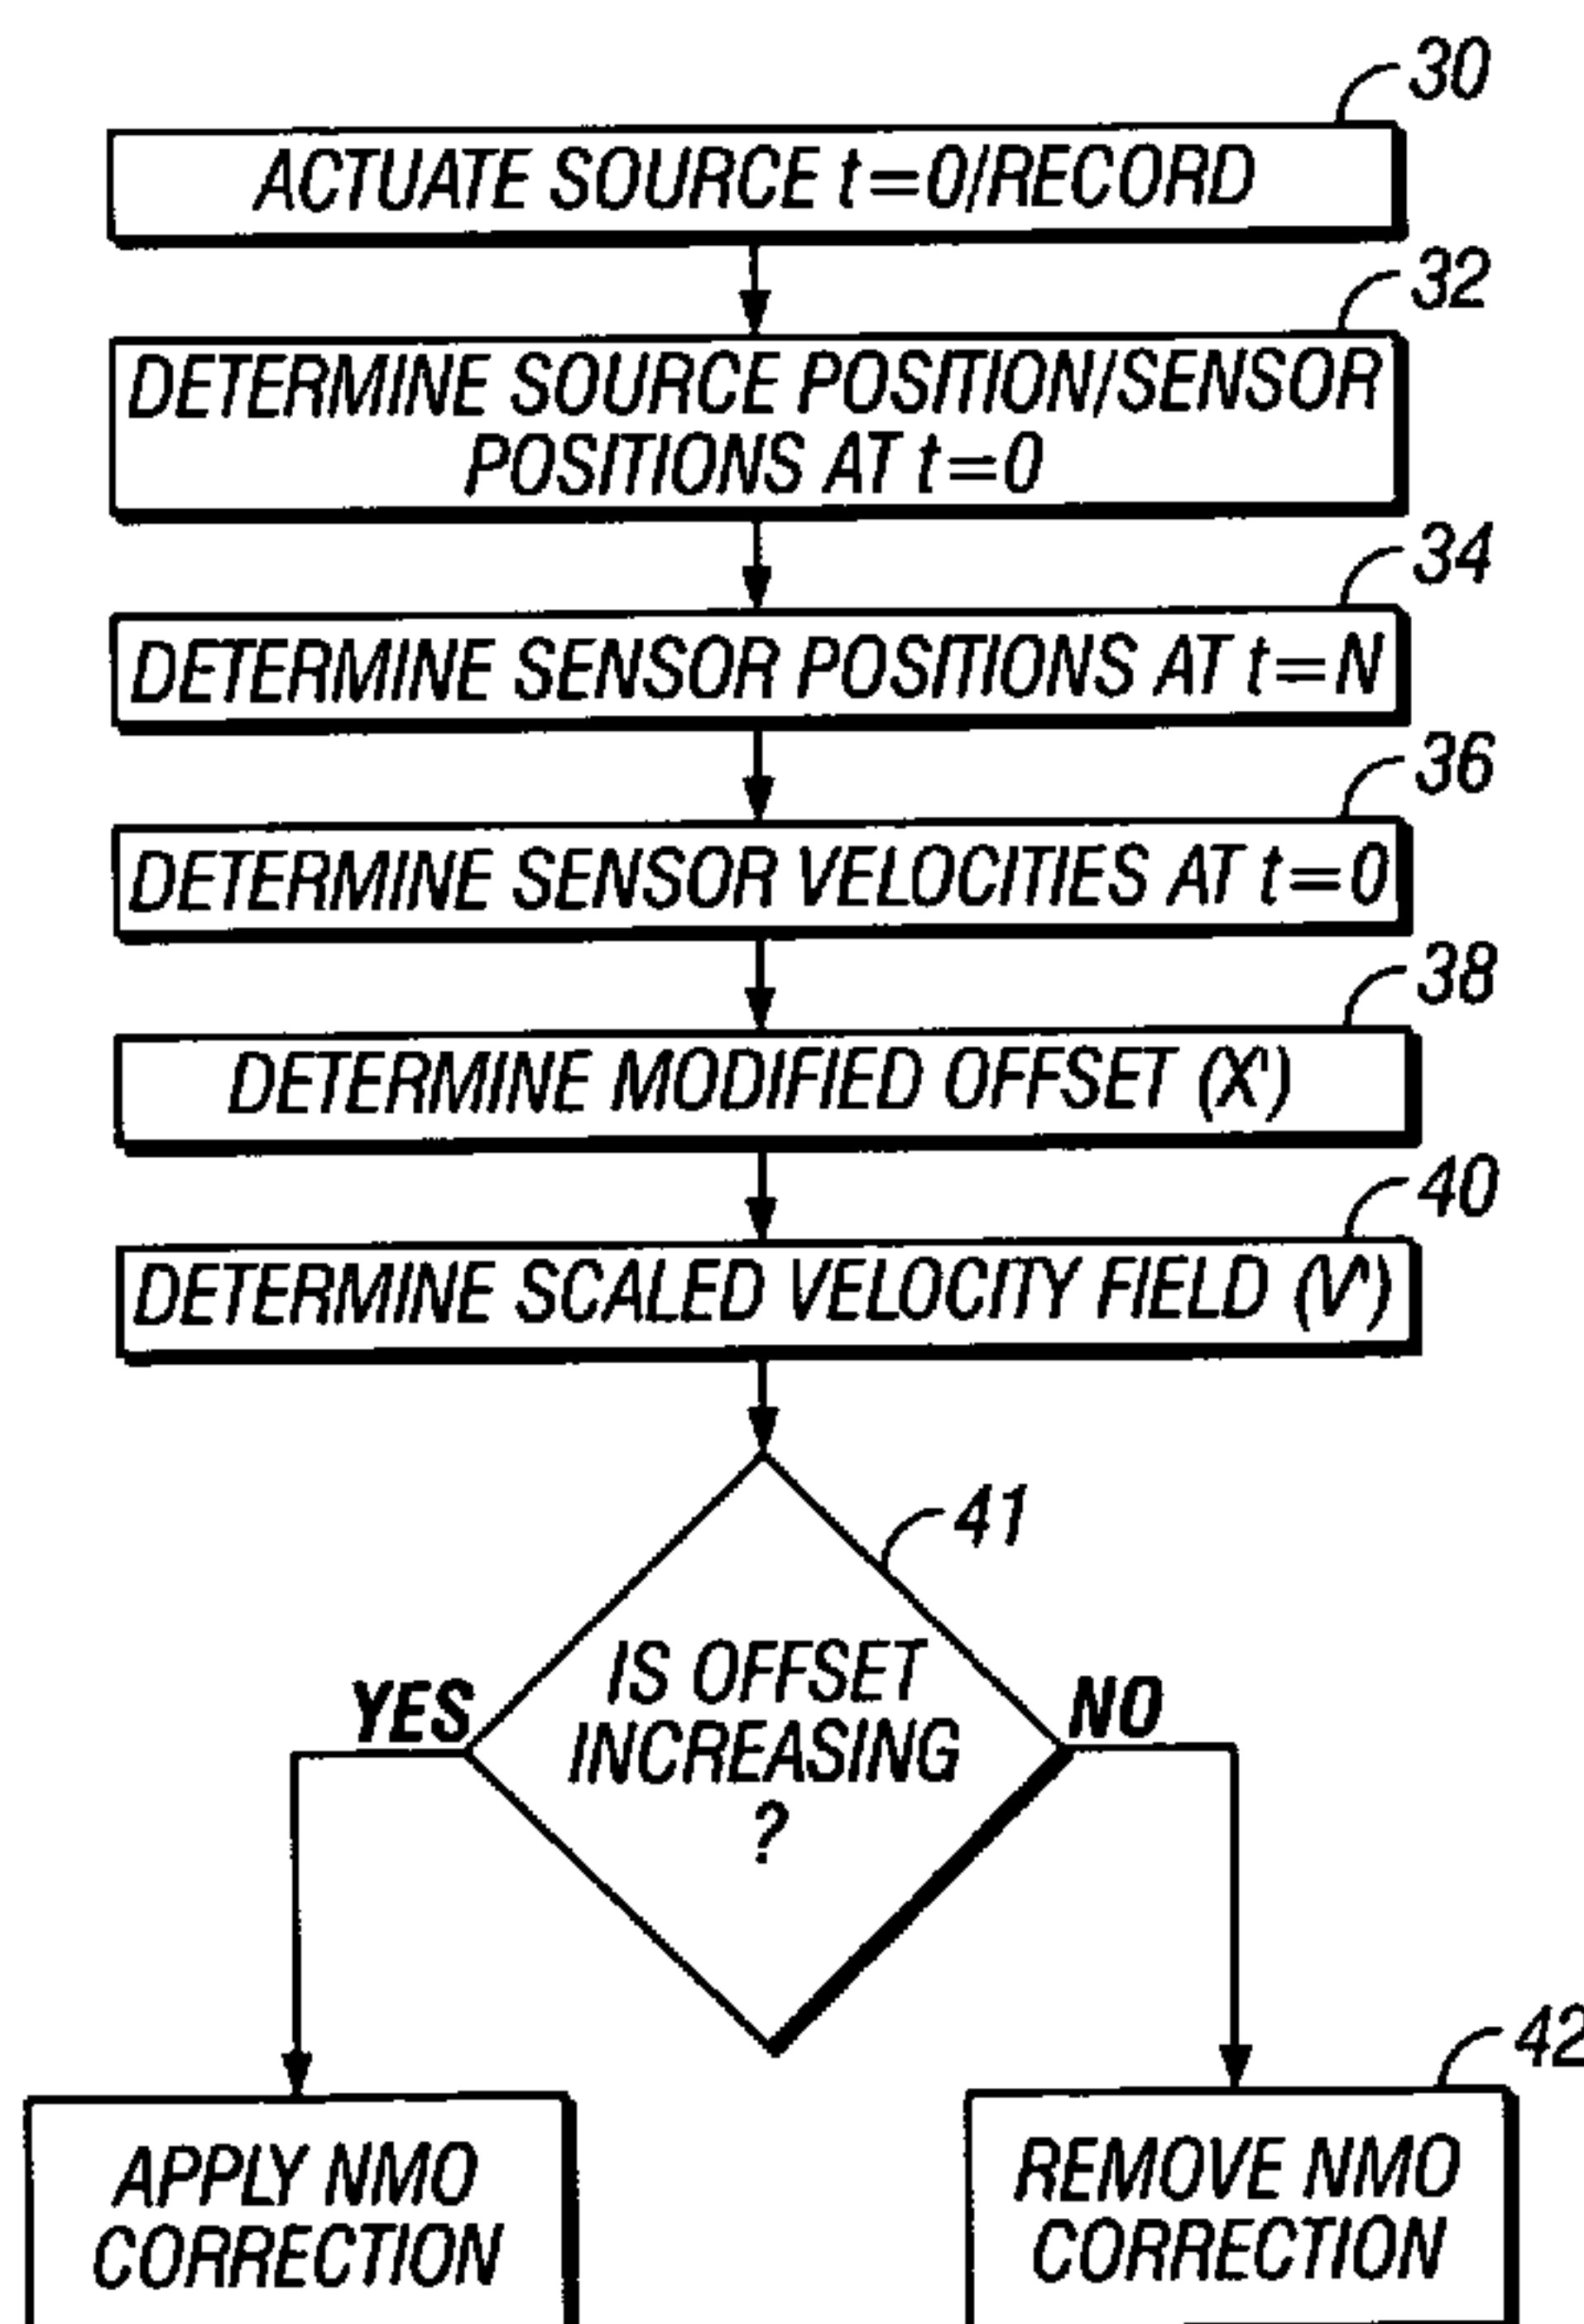 30
ACTUATE SOURCE t=0/RECORD
32
DETERMINE SOURCE POSITION/SENSOR
POSITIONS AT t=0
34
DETERMINE SENSOR POSITIONS AT t=N
36
DETERMINE SENSOR VELOCITIES AT t=0
38
DETERMINE MODIFIED OFFSET (X')
40
DETERMINE SCALED VELOCITY FIELD (V')
41
IS OFFSET
INCREASING
?
YES
NO
42
APPLY NMO
CORRECTION
REMOVE NMO
CORRECTION